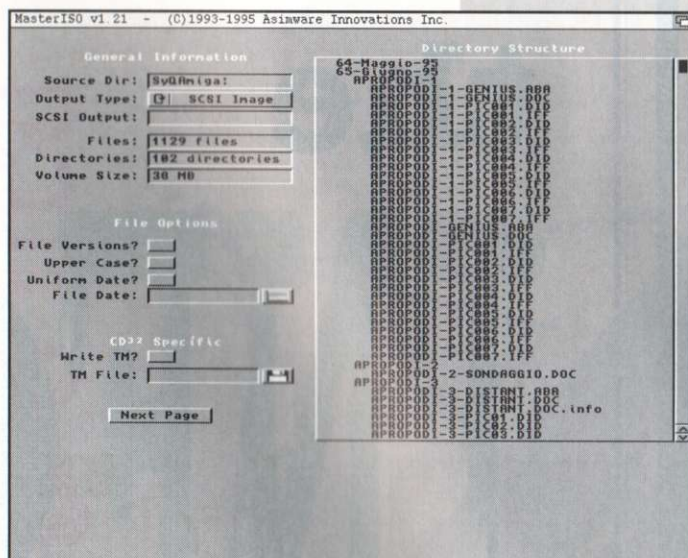 MasterISO v1.21 - (C)1993-1995 Asimware Innovations Inc.
General Information
Source Dir: SyQAmiga:
Output Type: SCSI Image
SCSI Output:
Files: 1129 files
Directories: 102 directories
Volume Size: 30 MB
File Options
File Versions?
Upper Case?
Uniform Date?
File Date:
CD³² Specific
Write TM?
TM File:
Next Page
Directory Structure
64-Maggio-95
65-Giugno-95
APROPODI-1
APROPODI-1-GENIUS.ABA
APROPODI-1-GENIUS.DOC
APROPODI-1-PIC001.DID
APROPODI-1-PIC001.IFF
APROPODI-1-PIC002.DID
APROPODI-1-PIC002.IFF
APROPODI-1-PIC003.DID
APROPODI-1-PIC003.IFF
APROPODI-1-PIC004.DID
APROPODI-1-PIC004.IFF
APROPODI-1-PIC005.DID
APROPODI-1-PIC005.IFF
APROPODI-1-PIC006.DID
APROPODI-1-PIC006.IFF
APROPODI-1-PIC007.DID
APROPODI-1-PIC007.IFF
APROPODI-GENIUS.ABA
APROPODI-GENIUS.DOC
APROPODI-PIC001.DID
APROPODI-PIC001.IFF
APROPODI-PIC002.DID
APROPODI-PIC002.IFF
APROPODI-PIC003.DID
APROPODI-PIC003.IFF
APROPODI-PIC004.DID
APROPODI-PIC004.IFF
APROPODI-PIC005.DID
APROPODI-PIC005.IFF
APROPODI-PIC006.DID
APROPODI-PIC006.IFF
APROPODI-PIC007.DID
APROPODI-PIC007.IFF
APROPODI-2
APROPODI-2-SONDAGGIO.DOC
APROPODI-3
APROPODI-3-DISTANT.ABA
APROPODI-3-DISTANT.DOC
APROPODI-3-DISTANT.DOC.info
APROPODI-3-PIC01.DID
APROPODI-3-PIC02.DID
APROPODI-3-PIC03.DID